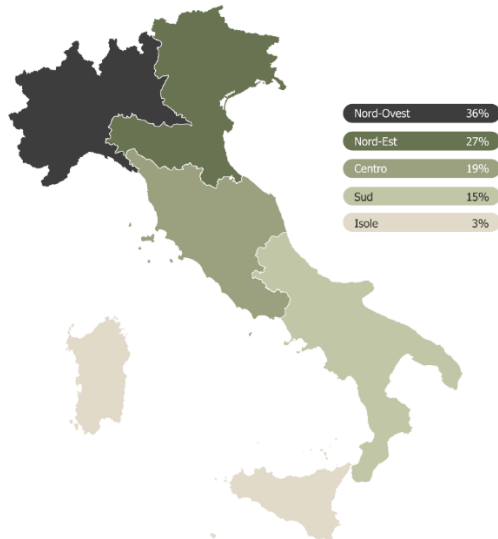 Nord-Ovest 36%
Nord-Est 27%
Centro 19%
Sud 15%
Isole 3%